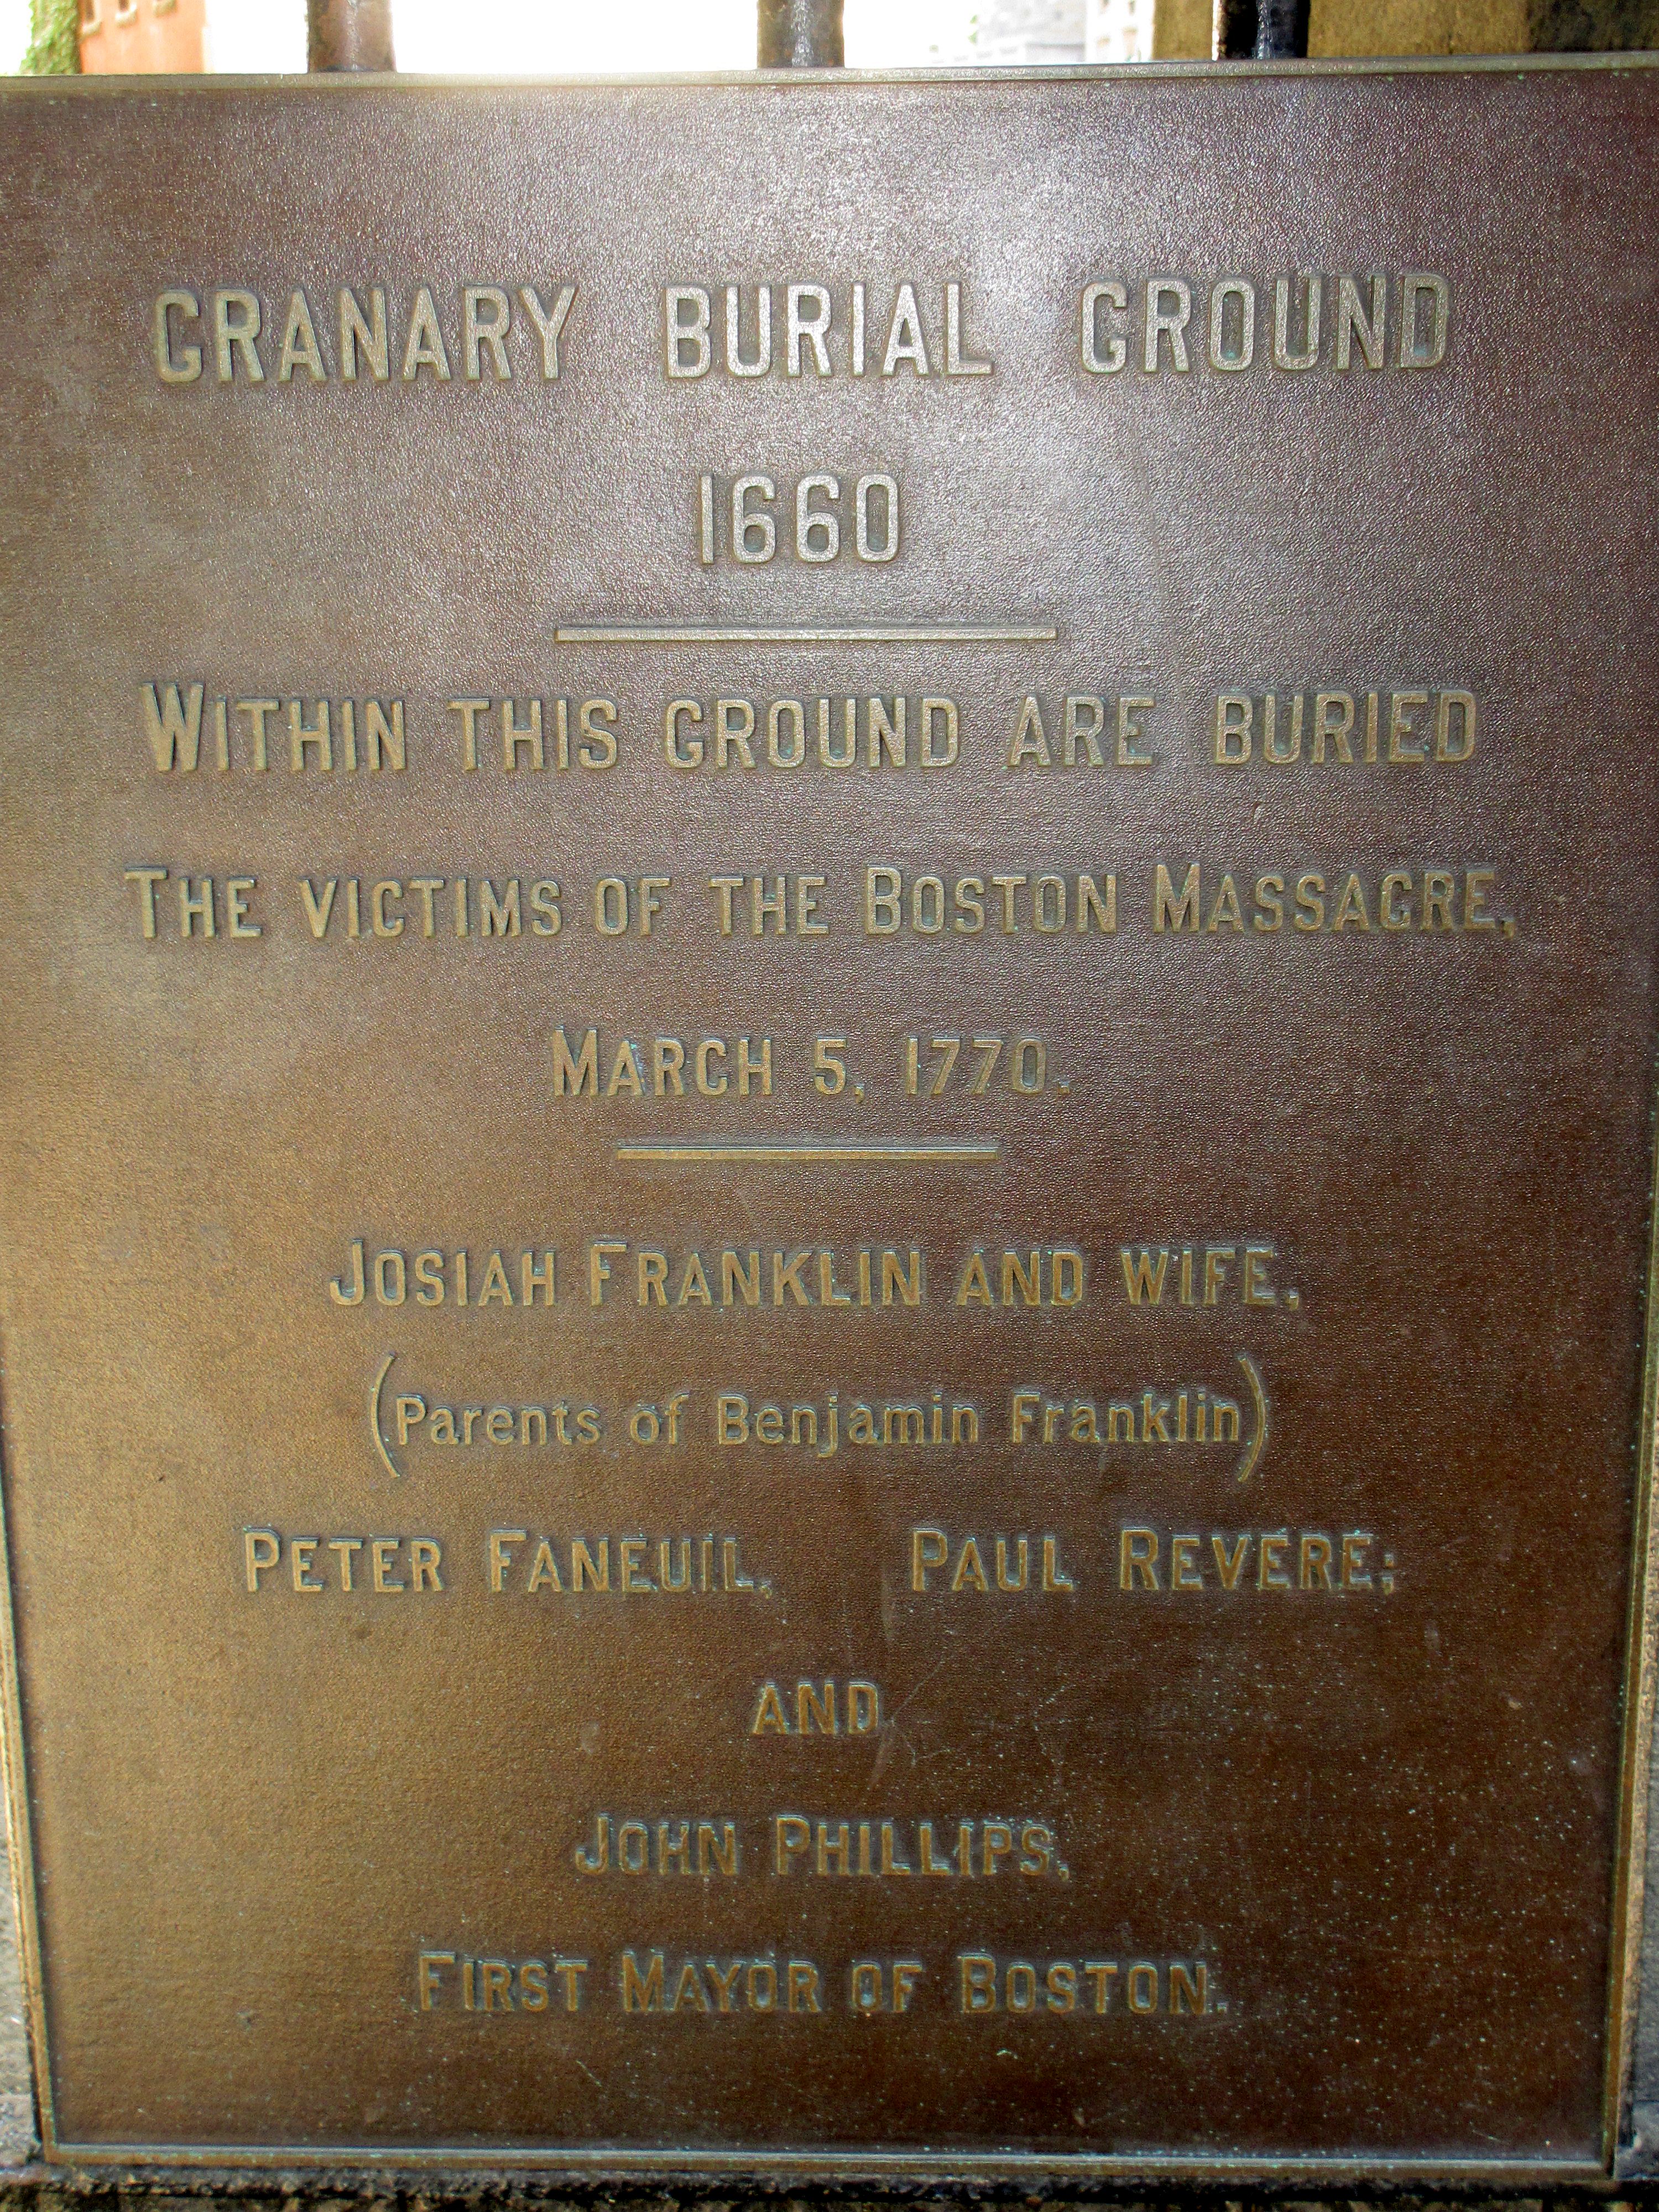 GRANARY BURIAL GROUND
1660
WITHIN THIS GROUND ARE BURIED
THE VICTIMS OF THE BOSTON MASSACRE,
MARCH 5, 1770.
JOSIAH FRANKLIN AND WIFE,
(Parents of Benjamin Franklin)
PETER FANEUIL, PAUL REVERE;
AND
JOHN PHILLIPS,
FIRST MAYOR OF BOSTON.